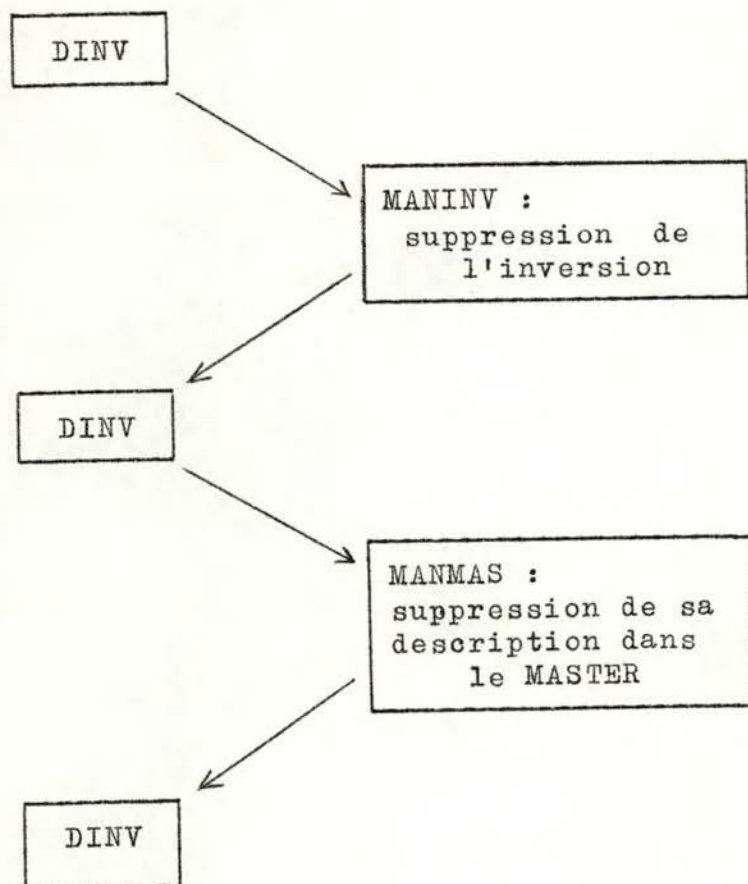 DINV
MANINV :
suppression de
l'inversion
DINV
MANMAS :
suppression de sa
description dans
le MASTER
DINV